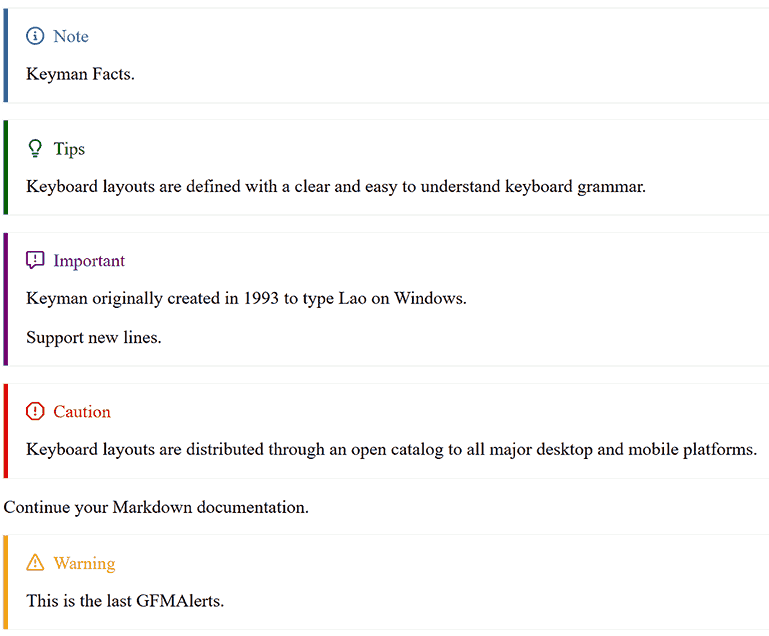 Note
Keyman Facts.
Tips
Keyboard layouts are defined with a clear and easy to understand keyboard grammar.
Important
Keyman originally created in 1993 to type Lao on Windows.
Support new lines.
Caution
Keyboard layouts are distributed through an open catalog to all major desktop and mobile platforms.
Continue your Markdown documentation.
Warning
This is the last GFMAlerts.